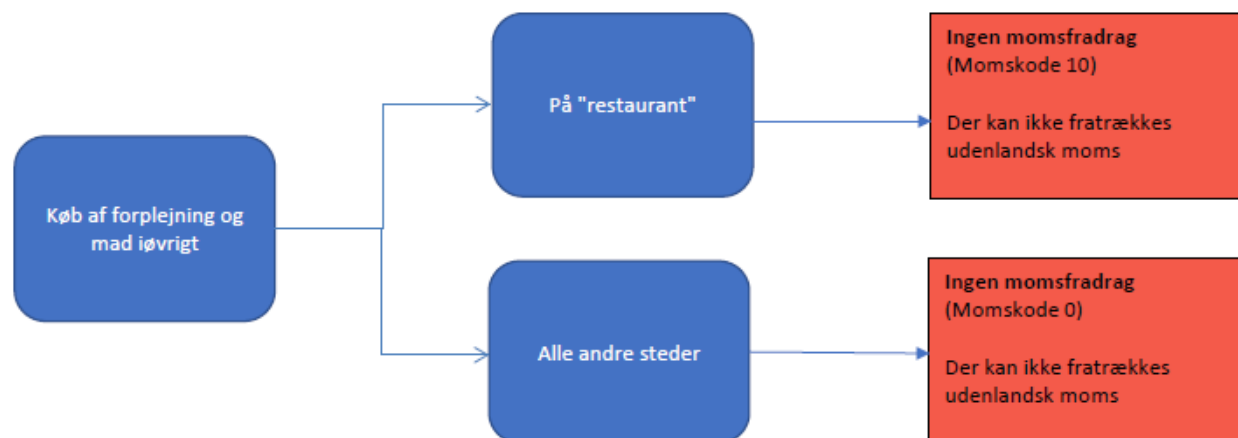 Køb af forplejning og
mad iøvrigt
På "restaurant"
Ingen momsfradrag
(Momskode 10)
Der kan ikke fratrækkes
udenlandsk moms
Alle andre steder
Ingen momsfradrag
(Momskode 0)
Der kan ikke fratrækkes
udenlandsk moms